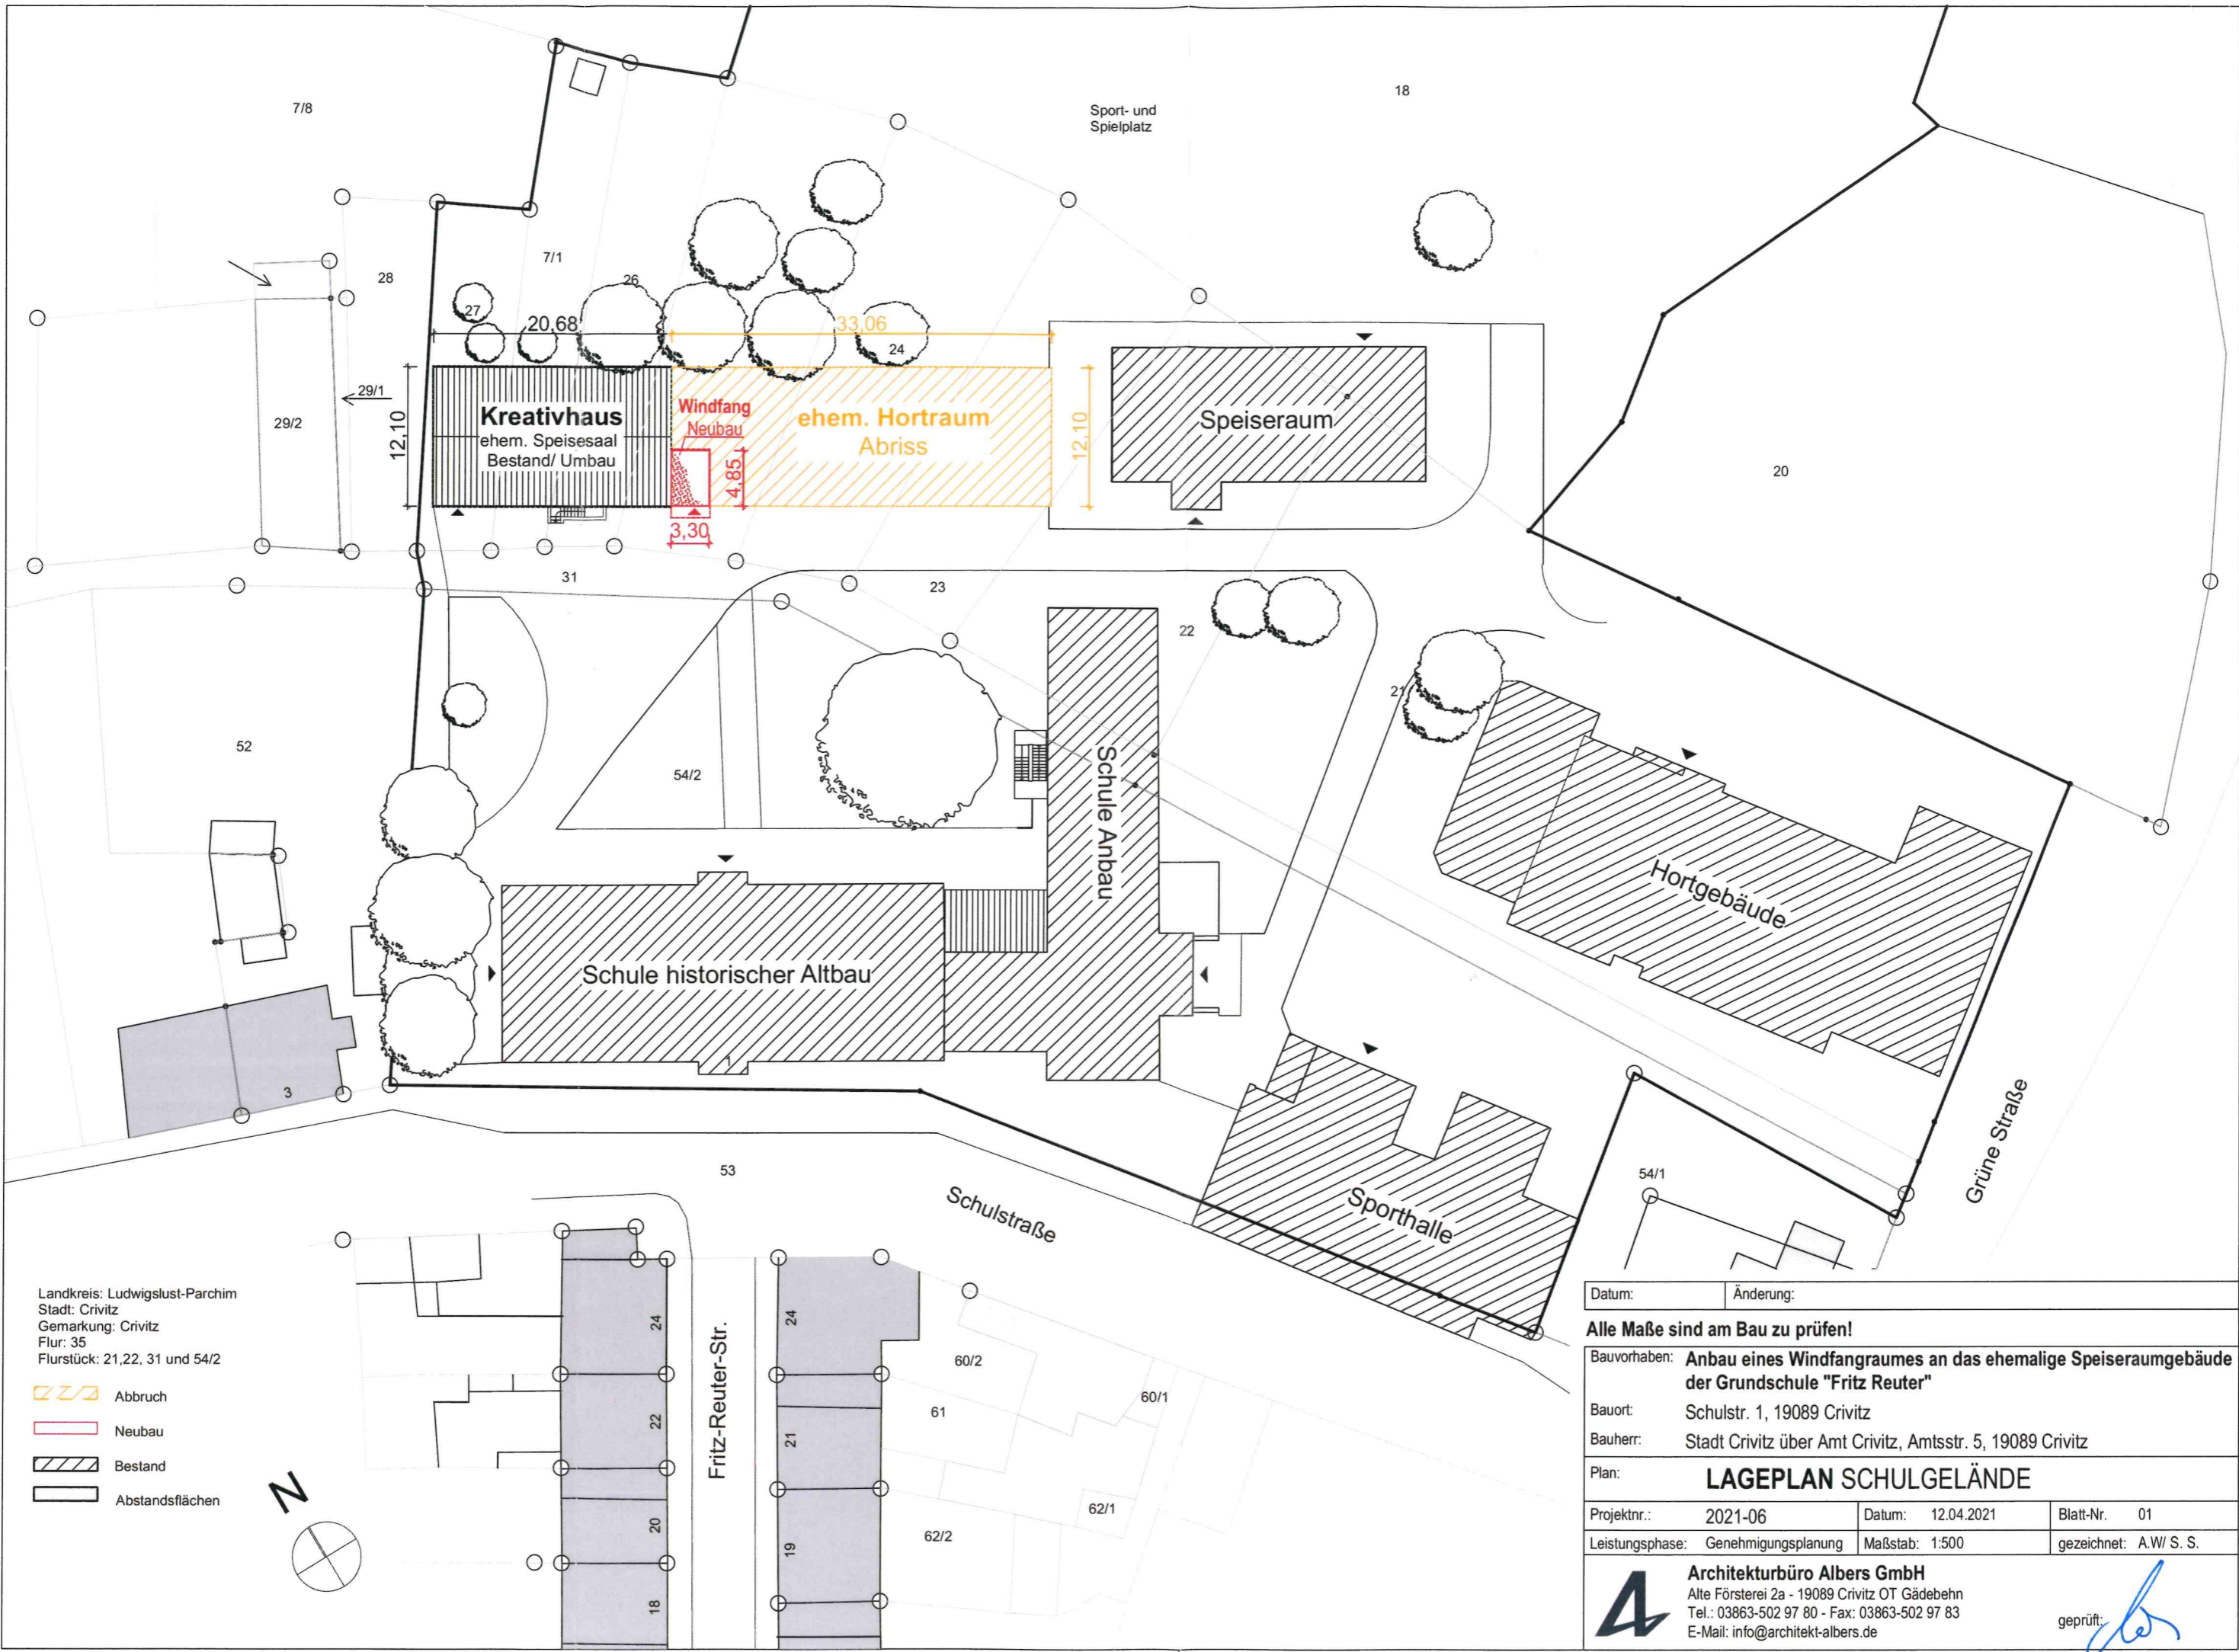 7/8
18
Sport- und
Spielplatz
28
7/1
26
27
20,68
33,06
24
29/1
29/2
12,10
Kreativhaus
ehem. Speisesaal
Bestand/ Umbau
Windfang
Neubau
4,85
3,30
ehem. Hortraum
Abriss
12,10
Speiseraum
20
31
23
22
21
52
54/2
Schule Anbau
Hortgebäude
Schule historischer Altbau
1
3
53
Schulstraße
Sporthalle
54/1
Grüne Straße
Landkreis: Ludwigslust-Parchim
Stadt: Crivitz
Gemarkung: Crivitz
Flur: 35
Flurstück: 21,22, 31 und 54/2
Abbruch
Neubau
Bestand
Abstandsflächen
N
24
22
20
18
Fritz-Reuter-Str.
24
21
19
60/2
61
60/1
62/1
62/2
Datum: Änderung:
Alle Maße sind am Bau zu prüfen!
Bauvorhaben: Anbau eines Windfangraumes an das ehemalige Speiseraumgebäude
der Grundschule "Fritz Reuter"
Bauort: Schulstr. 1, 19089 Crivitz
Bauherr: Stadt Crivitz über Amt Crivitz, Amtsstr. 5, 19089 Crivitz
Plan: LAGEPLAN SCHULGELÄNDE
Projektnr.: 2021-06 Datum: 12.04.2021 Blatt-Nr. 01
Leistungsphase: Genehmigungsplanung Maßstab: 1:500 gezeichnet: A.W/ S. S.
Architekturbüro Albers GmbH
Alte Försterei 2a - 19089 Crivitz OT Gädebehn
Tel.: 03863-502 97 80 - Fax: 03863-502 97 83
E-Mail: info@architekt-albers.de
geprüft: